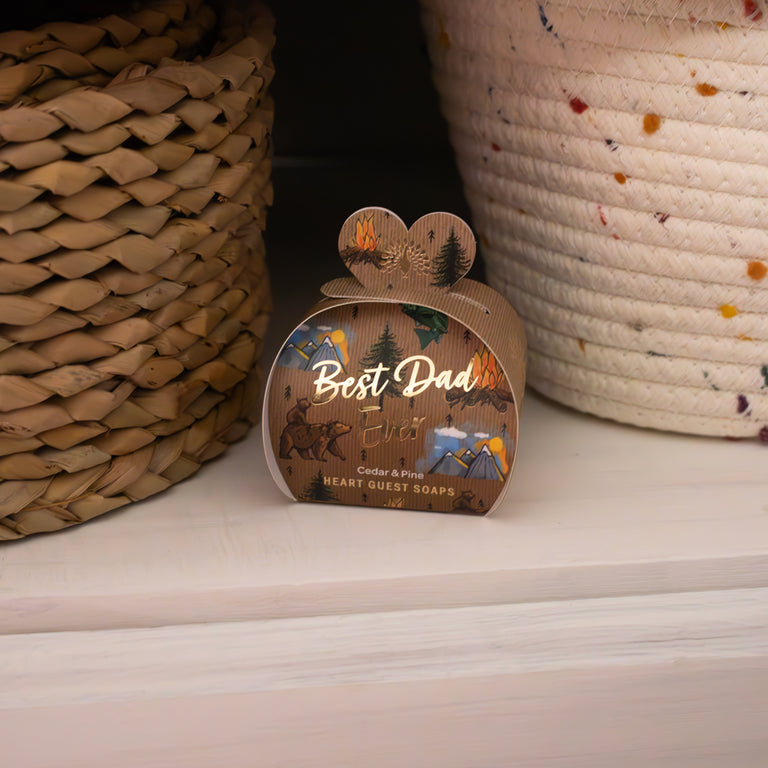 Best Dad
Ever
Cedar & Pine
HEART GUEST SOAPS